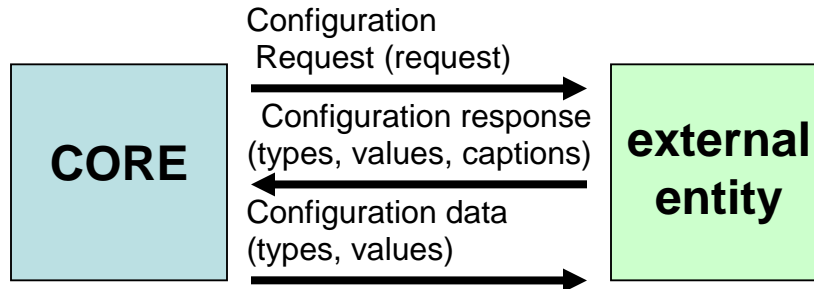 Configuration
Request (request)
Configuration response
(types, values, captions)
Configuration data
(types, values)
CORE
external
entity